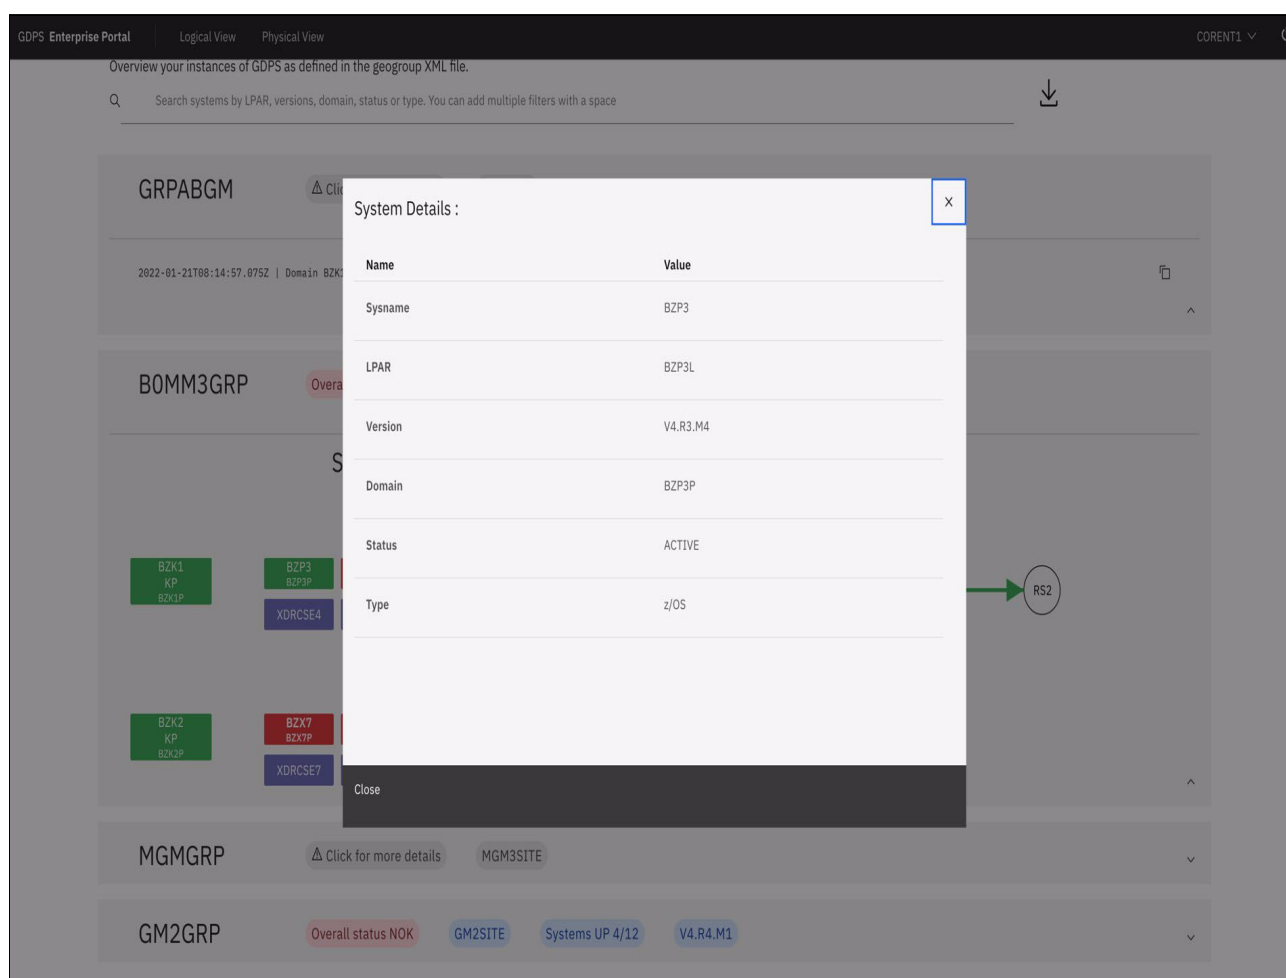 GDPS Enterprise Portal Logical View Physical View CORENT1
Overview your instances of GDPS as defined in the geogroup XML file.
Search systems by LPAR, versions, domain, status or type. You can add multiple filters with a space
GRPABGM
System Details :
X
Name Value
2022-01-21T08:14:57.075Z | Domain BZK1
Sysname BZP3
LPAR BZP3L
B0MM3GRP
Version V4.R3.M4
Domain BZP3P
Status ACTIVE
Type z/OS
BZK1
KP
BZK1P
BZP3
BZP3P
XDRCSE4
RS2
BZK2
KP
BZK2P
BZX7
BZX7P
XDRCSE7
Close
MGMGRP Click for more details MGM3SITE
GM2GRP Overall status NOK GM2SITE Systems UP 4/12 V4.R4.M1